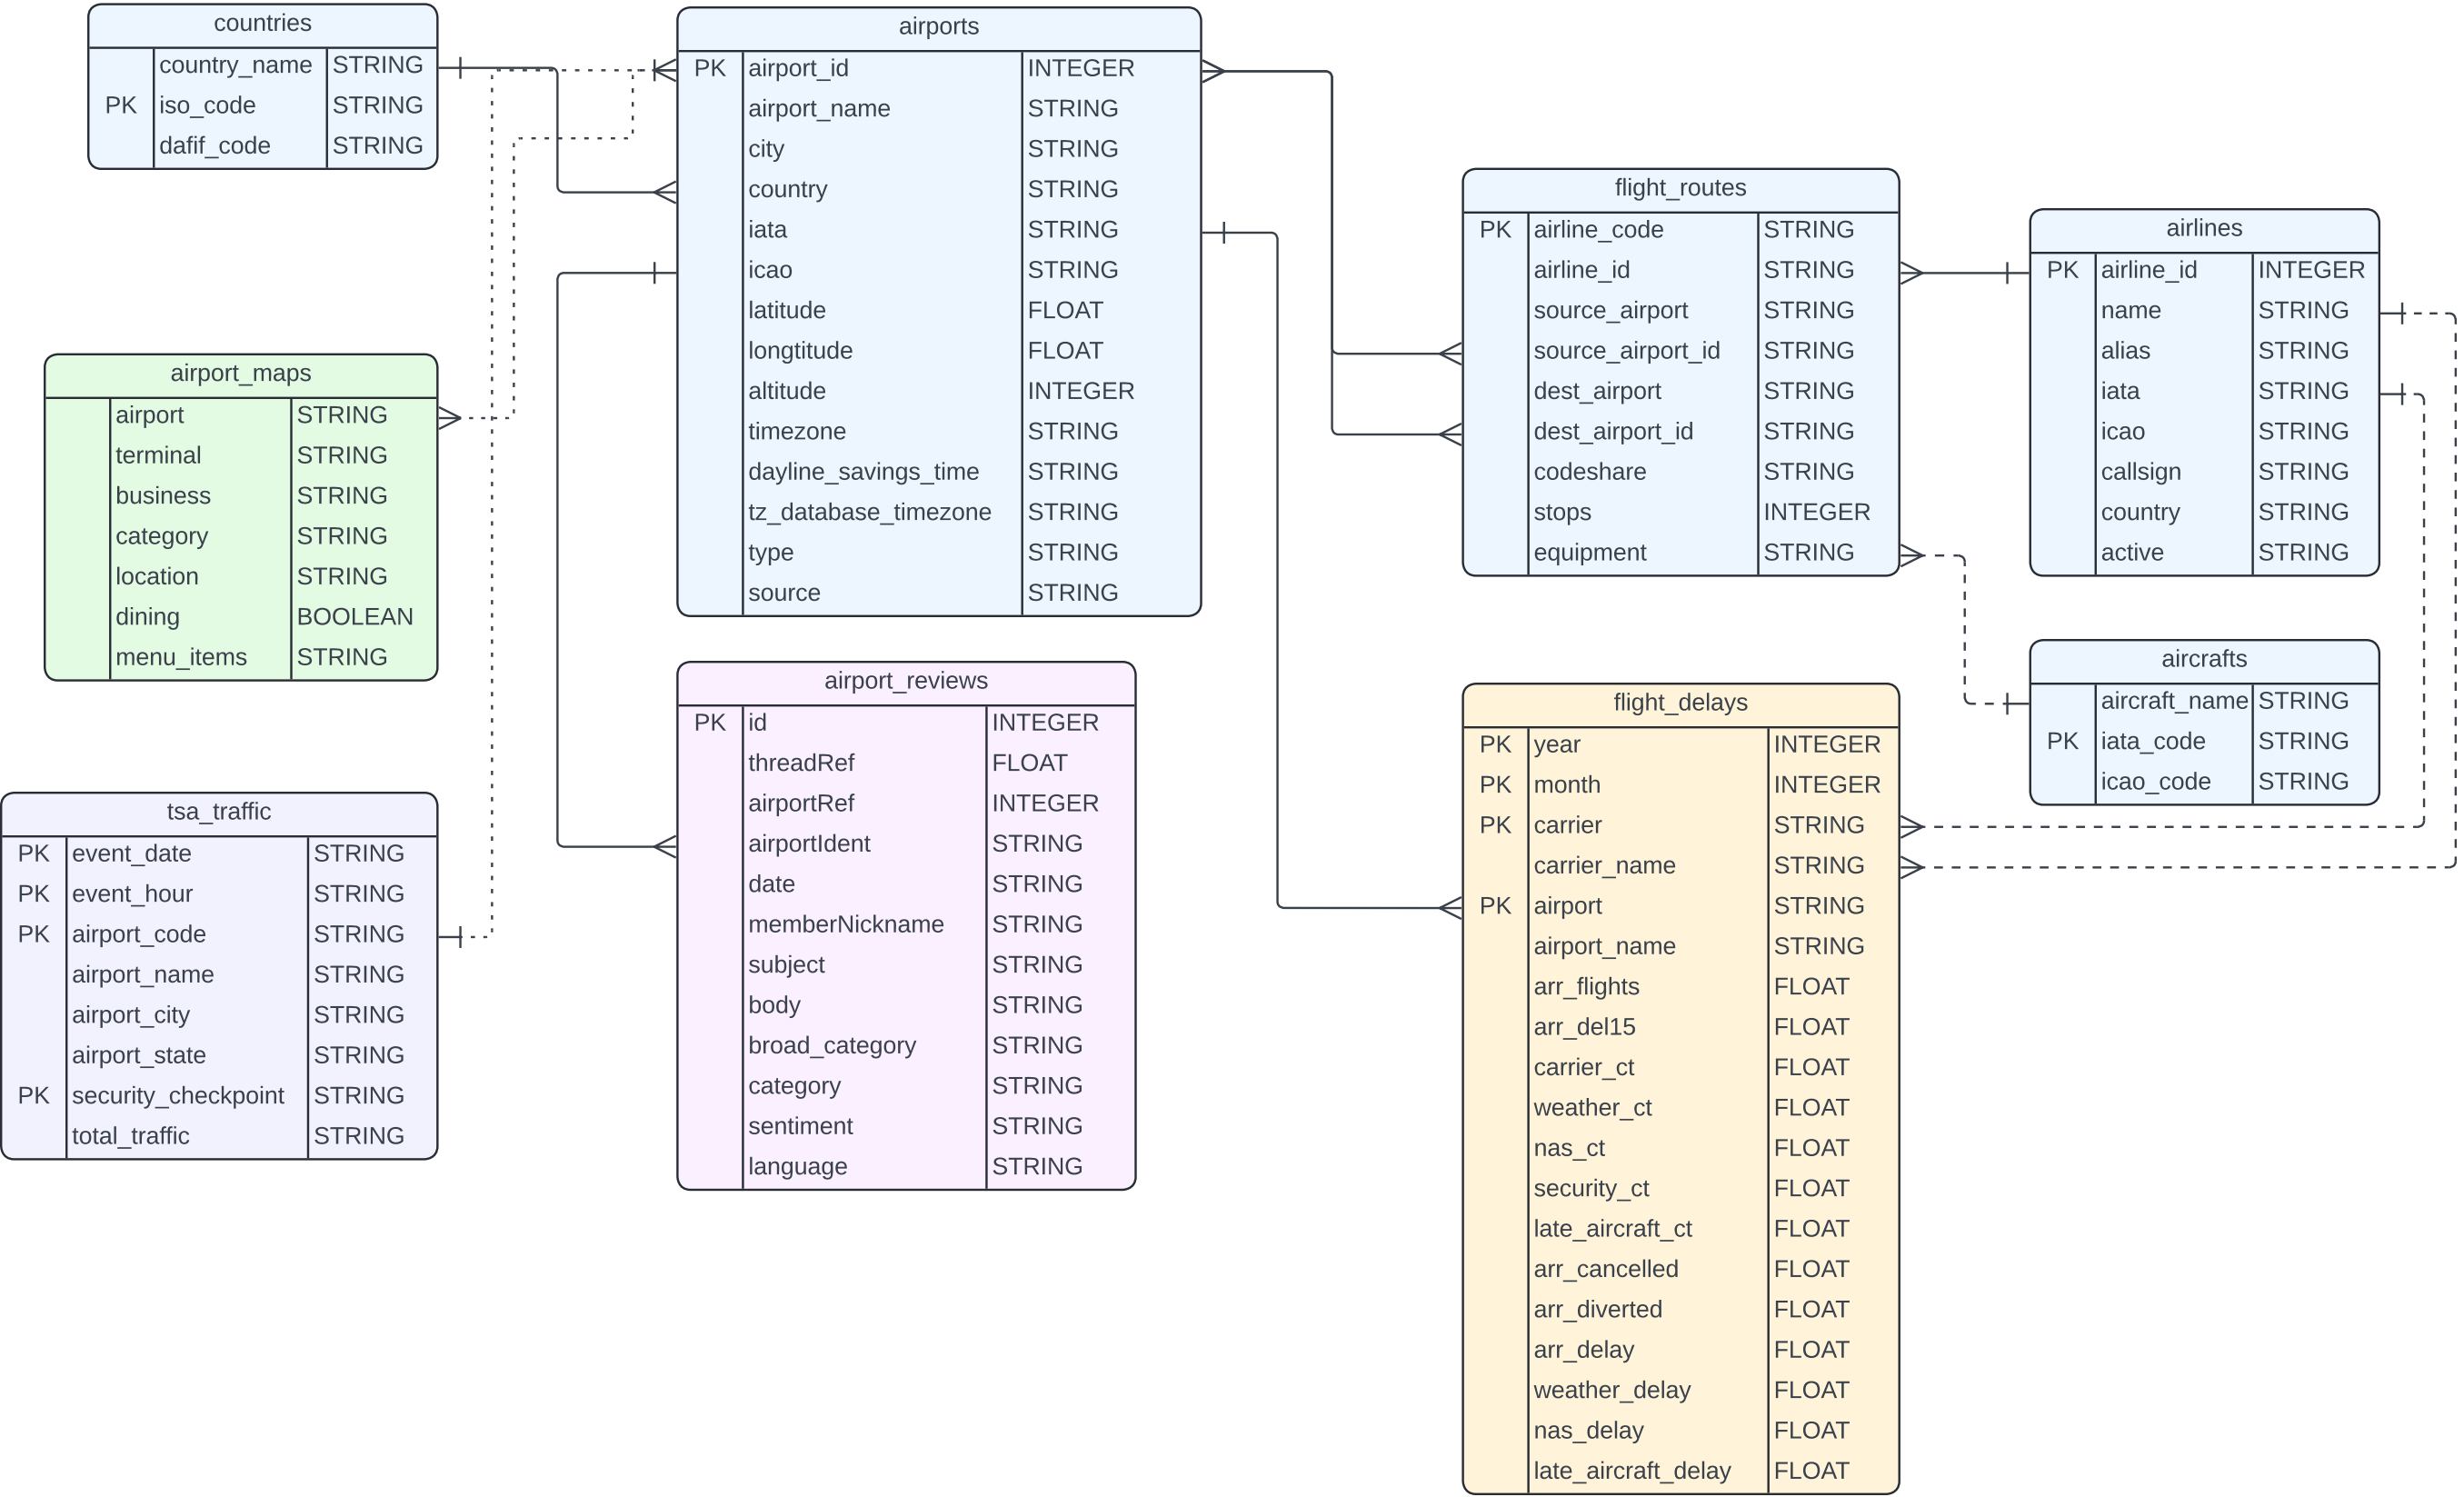 countries
country_name STRING
PK iso_code STRING
dafif_code STRING
airports
PK airport_id INTEGER
airport_name STRING
city STRING
country STRING
iata STRING
icao STRING
latitude FLOAT
longtitude FLOAT
altitude INTEGER
timezone STRING
dayline_savings_time STRING
tz_database_timezone STRING
type STRING
source STRING
flight_routes
PK airline_code STRING
airline_id STRING
source_airport STRING
source_airport_id STRING
dest_airport STRING
dest_airport_id STRING
codeshare STRING
stops INTEGER
equipment STRING
airlines
PK airline_id INTEGER
name STRING
alias STRING
iata STRING
icao STRING
callsign STRING
country STRING
active STRING
airport_maps
airport STRING
terminal STRING
business STRING
category STRING
location STRING
dining BOOLEAN
menu_items STRING
airport_reviews
PK id INTEGER
threadRef FLOAT
airportRef INTEGER
airportIdent STRING
date STRING
memberNickname STRING
subject STRING
body STRING
broad_category STRING
category STRING
sentiment STRING
language STRING
flight_delays
PK year INTEGER
PK month INTEGER
PK carrier STRING
carrier_name STRING
PK airport STRING
airport_name STRING
arr_flights FLOAT
arr_del15 FLOAT
carrier_ct FLOAT
weather_ct FLOAT
nas_ct FLOAT
security_ct FLOAT
late_aircraft_ct FLOAT
arr_cancelled FLOAT
arr_diverted FLOAT
arr_delay FLOAT
weather_delay FLOAT
nas_delay FLOAT
late_aircraft_delay FLOAT
aircrafts
aircraft_name STRING
PK iata_code STRING
icao_code STRING
tsa_traffic
PK event_date STRING
PK event_hour STRING
PK airport_code STRING
airport_name STRING
airport_city STRING
airport_state STRING
PK security_checkpoint STRING
total_traffic STRING